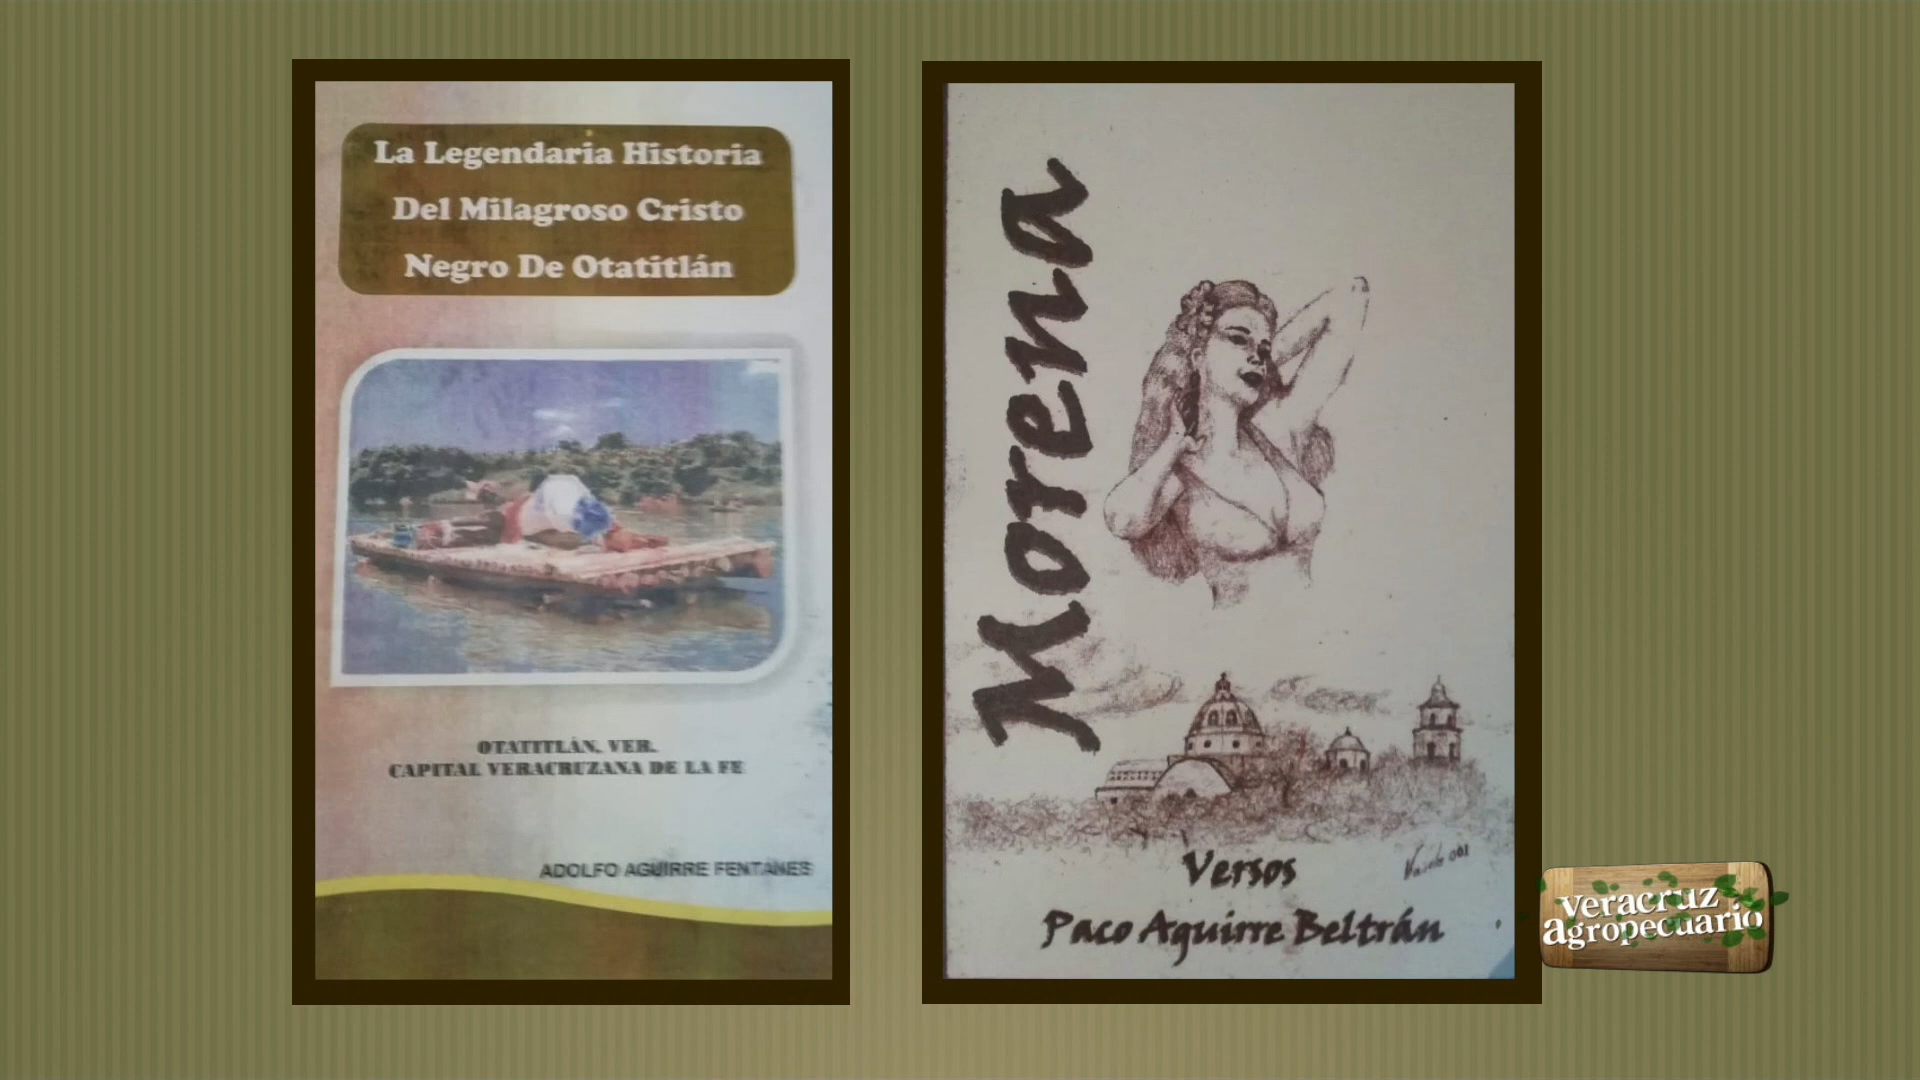 La Legendaria Historia
Del Milagroso Cristo
Negro De Otatitlán
OTATITLÁN, VER.
CAPITAL VERACRUZANA DE LA FE
ADOLFO AGUIRRE FENTANES
Morena
Versos
Paco Aguirre Beltrán
veracruz
agropecuario